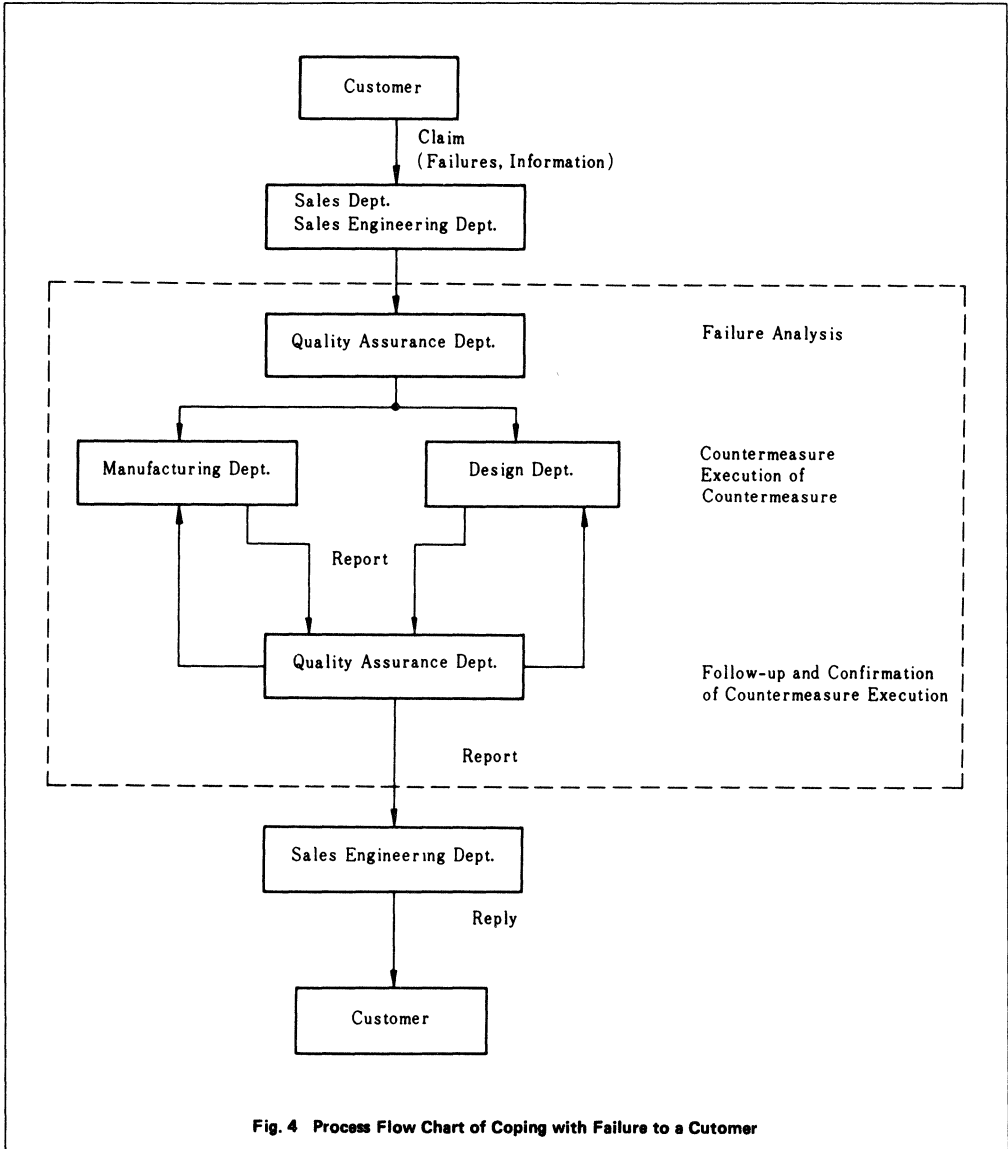 Customer
Claim
(Failures, Information)
Sales Dept.
Sales Engineering Dept.
Quality Assurance Dept.
Failure Analysis
Manufacturing Dept.
Design Dept.
Countermeasure
Execution of
Countermeasure
Report
Quality Assurance Dept.
Follow-up and Confirmation
of Countermeasure Execution
Report
Sales Engineering Dept.
Reply
Customer
Fig. 4 Process Flow Chart of Coping with Failure to a Cutomer